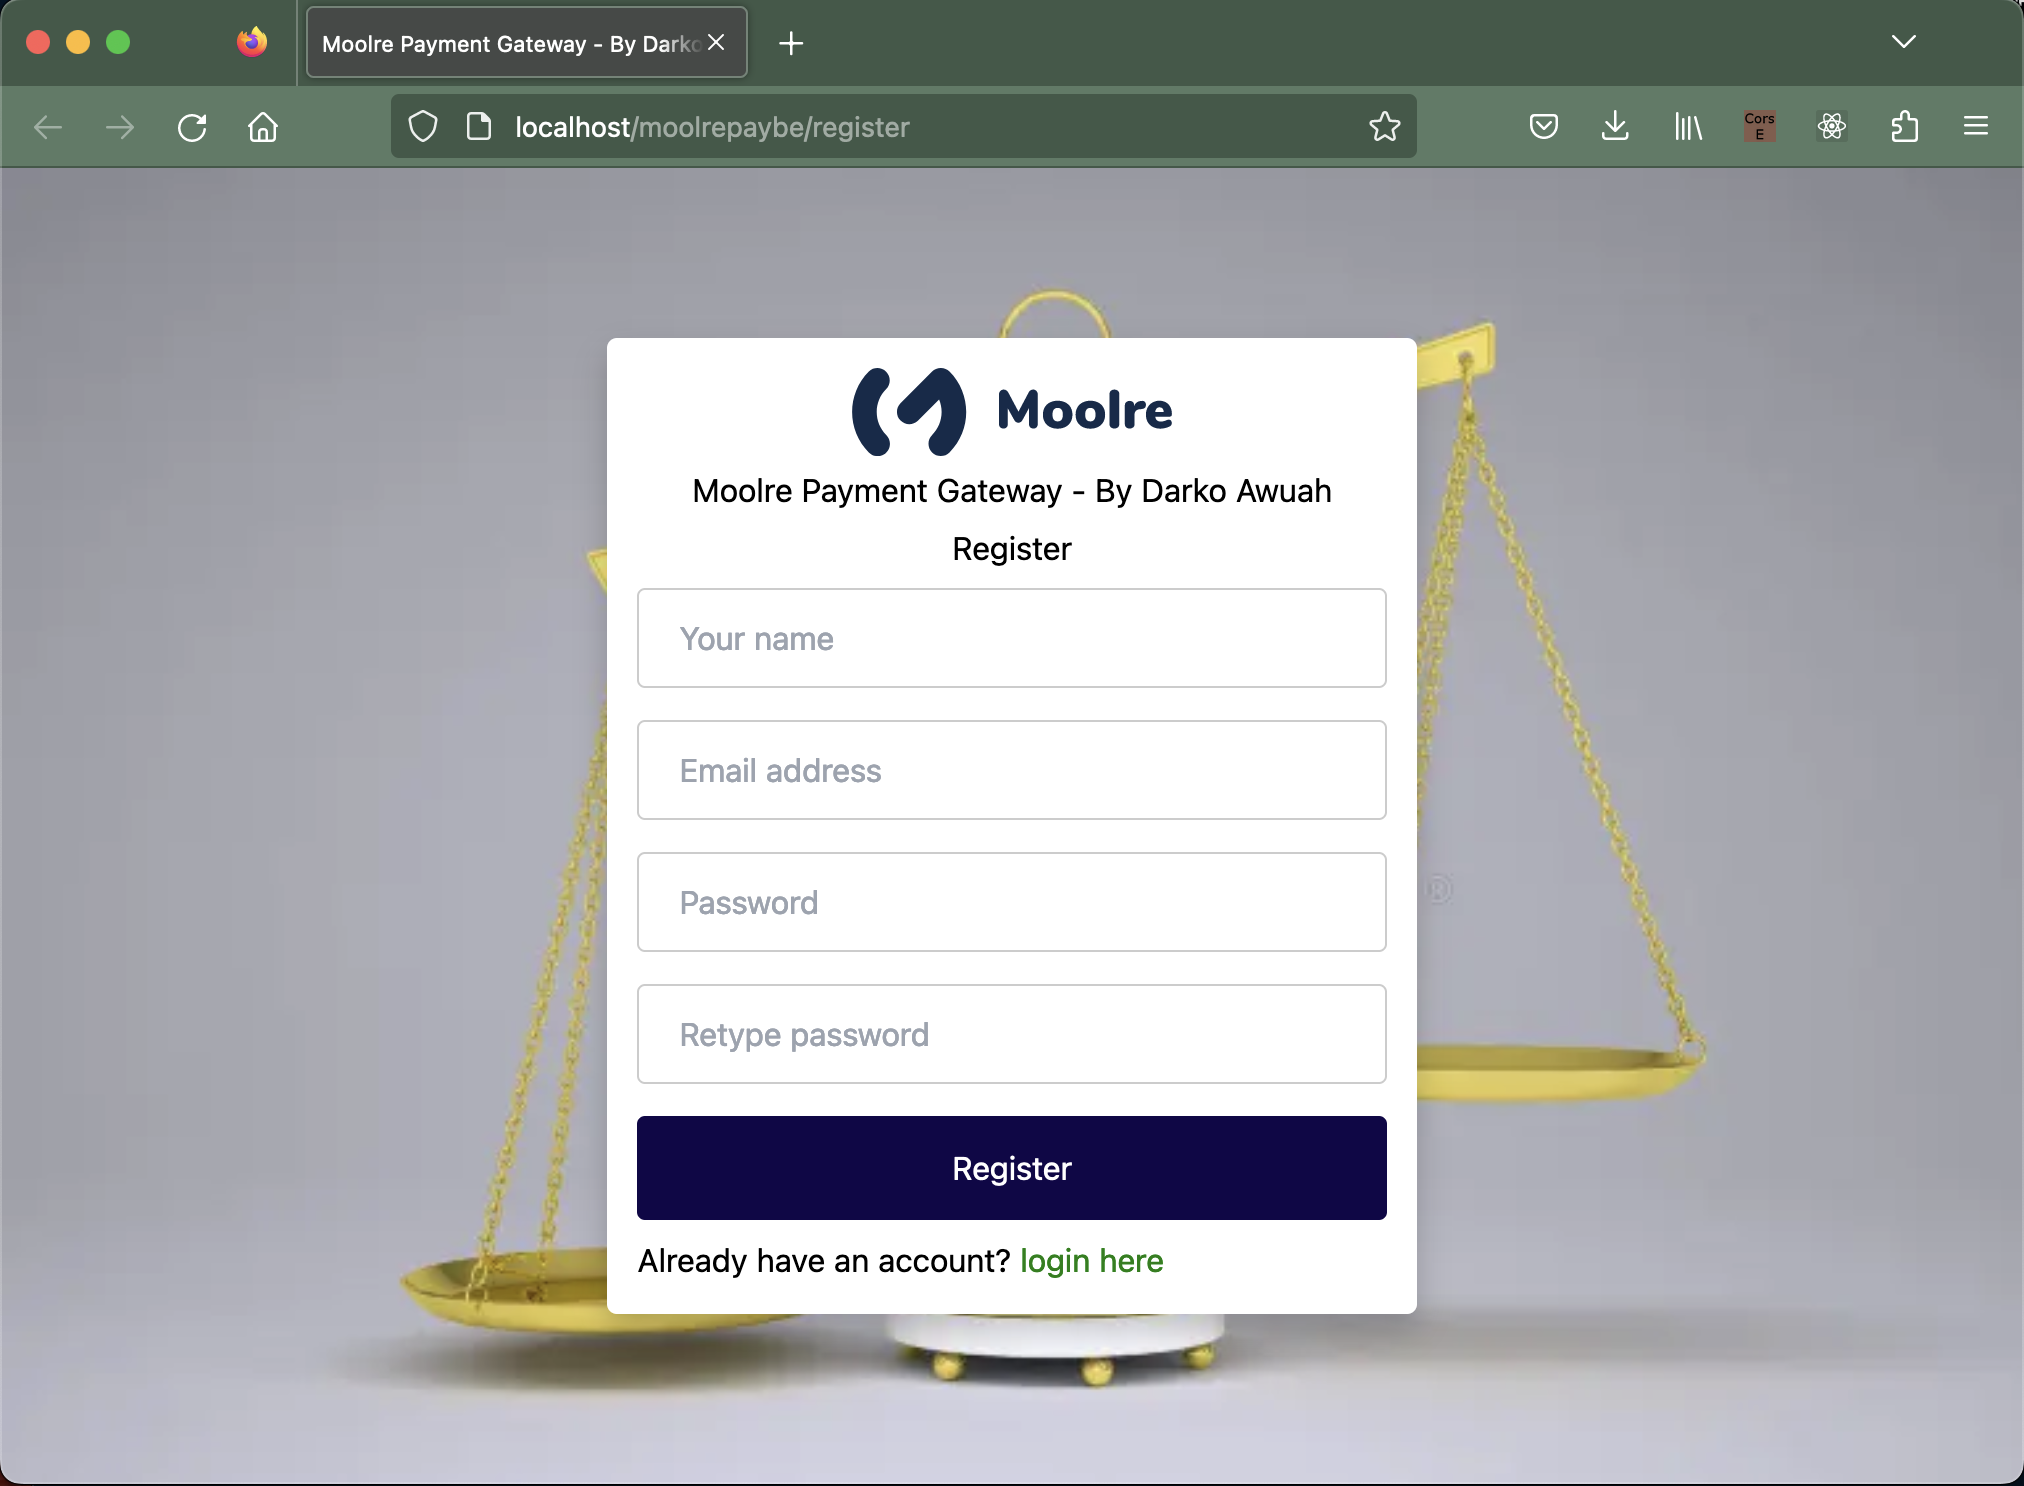 Moolre Payment Gateway - By Darko
localhost/moolrepaybe/register
Cors
E
Moolre
Moolre Payment Gateway - By Darko Awuah
Register
Your name
Email address
Password
Retype password
Register
Already have an account? login here
®